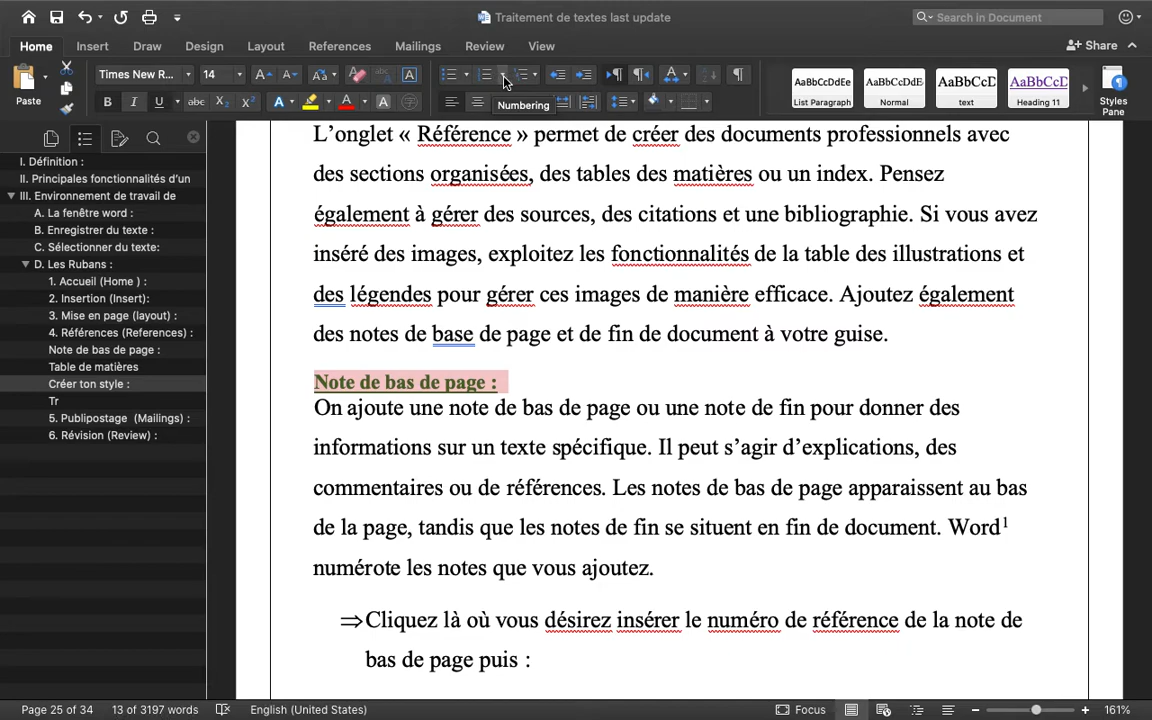 Traitement de textes last update
Search in Document
Home Insert Draw Design Layout References Mailings Review View
Share
Paste
Times New R... 14
AaBbCcDdEe AaBbCcDdE AaBbCcD AaBbCcD
List Paragraph Normal text Heading 11
Styles
Pane
Numbering
I. Définition :
II. Principales fonctionnalités d'un
III. Environnement de travail de
A. La fenêtre word :
B. Enregistrer du texte :
C. Sélectionner du texte:
D. Les Rubans :
1. Accueil (Home ) :
2. Insertion (Insert):
3. Mise en page (layout) :
4. Références (References) :
Note de bas de page :
Table de matières
Créer ton style :
Tr
5. Publipostage (Mailings) :
6. Révision (Review) :
L'onglet « Référence » permet de créer des documents professionnels avec
des sections organisées, des tables des matières ou un index. Pensez
également à gérer des sources, des citations et une bibliographie. Si vous avez
inséré des images, exploitez les fonctionnalités de la table des illustrations et
des légendes pour gérer ces images de manière efficace. Ajoutez également
des notes de base de page et de fin de document à votre guise.
Note de bas de page :
On ajoute une note de bas de page ou une note de fin pour donner des
informations sur un texte spécifique. Il peut s'agir d'explications, des
commentaires ou de références. Les notes de bas de page apparaissent au bas
de la page, tandis que les notes de fin se situent en fin de document. Word¹
numérote les notes que vous ajoutez.
⇒Cliquez là où vous désirez insérer le numéro de référence de la note de
bas de page puis :
Page 25 of 34 13 of 3197 words English (United States) Focus 161%